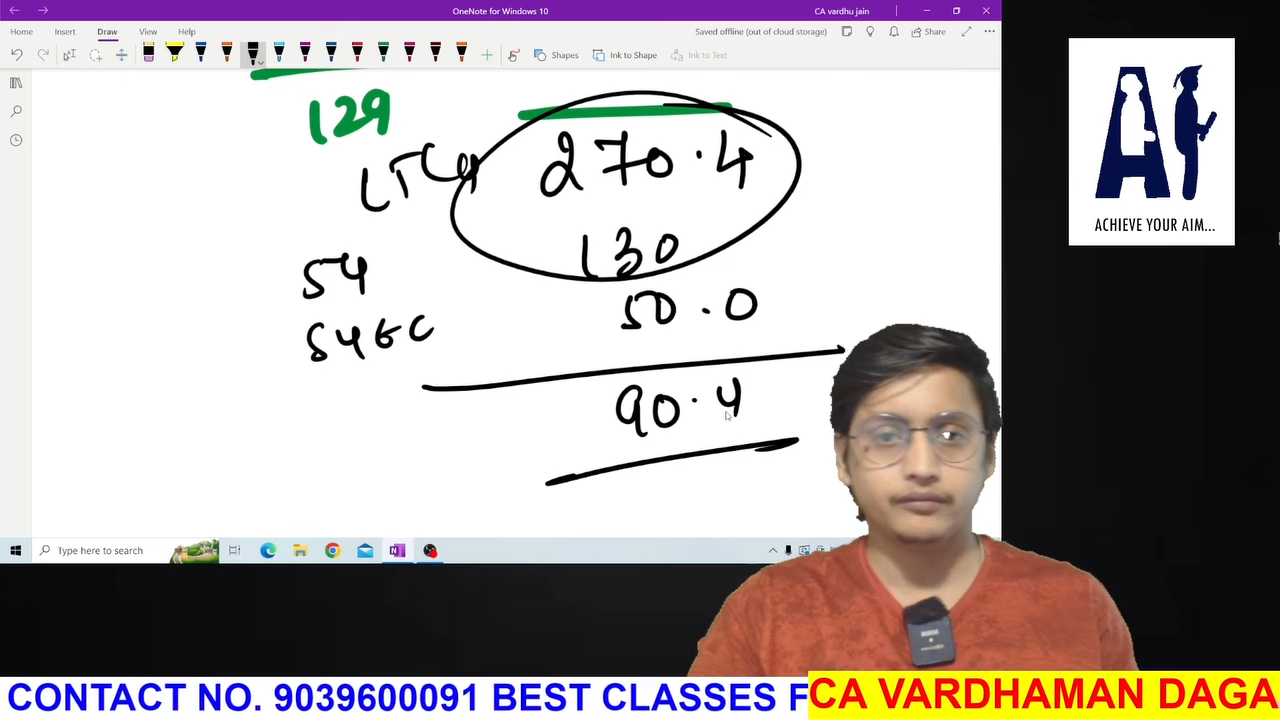 OneNote for Windows 10
CA vardhu jain
Home Insert Draw View Help
Saved offline (out of cloud storage)
Share
Shapes
Ink to Shape
Ink to Text
129
LTCG 270.4
130
54
50.0
54EC
90.4
Type here to search
AI
ACHIEVE YOUR AIM...
CONTACT NO. 9039600091 BEST CLASSES F
CA VARDHAMAN DAGA